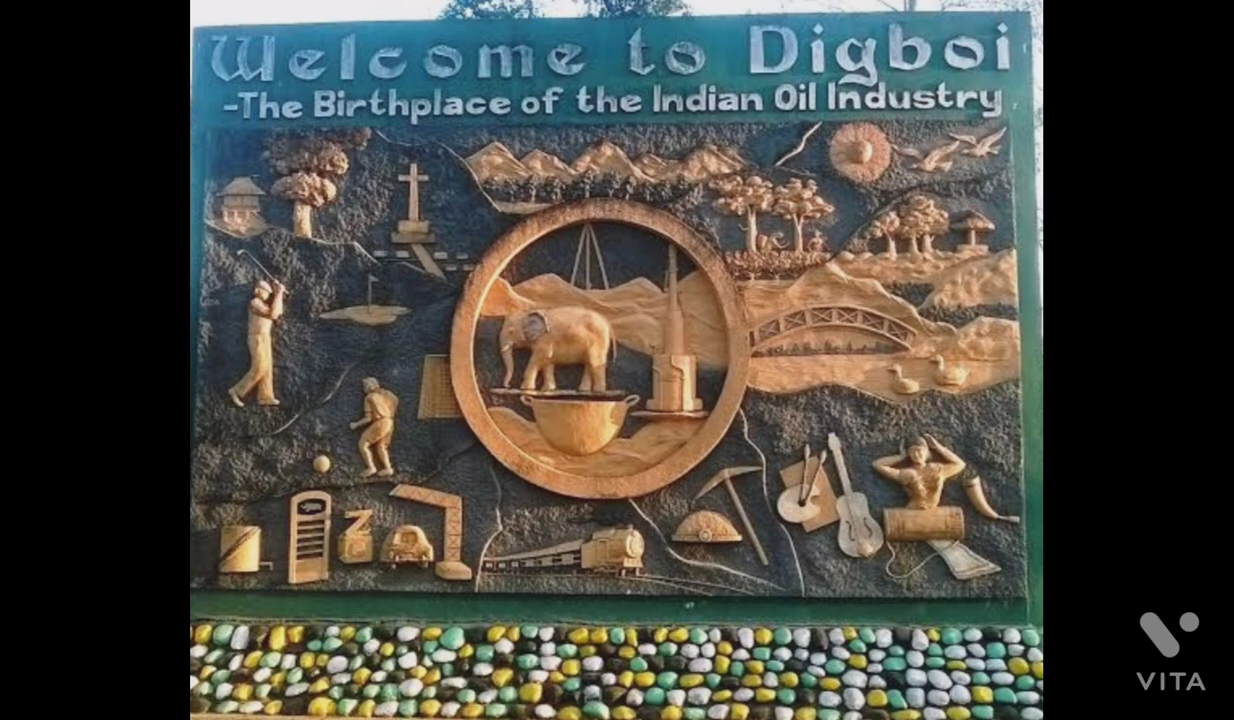 Welcome to Digboi
-The Birthplace of the Indian Oil Industry
VITA